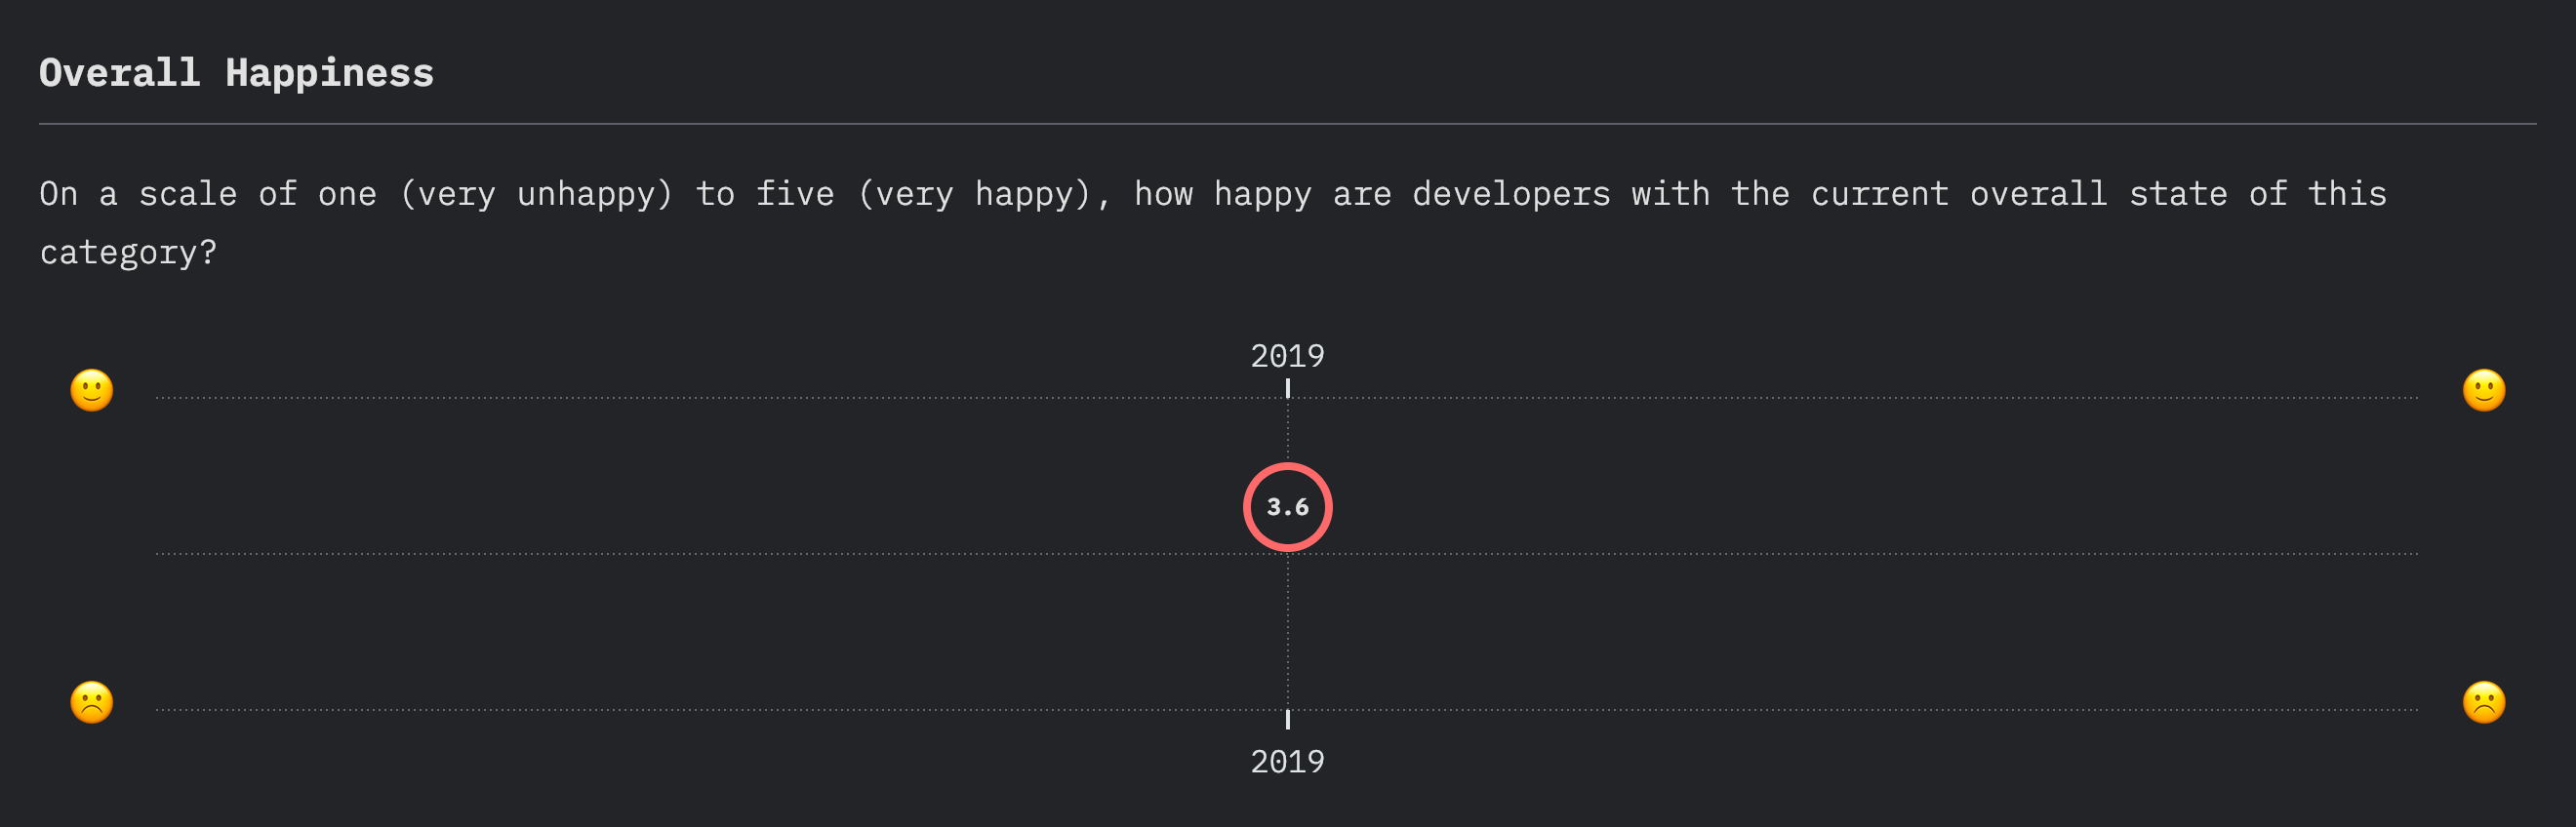 Overall Happiness
On a scale of one (very unhappy) to five (very happy), how happy are developers with the current overall state of this
category?
2019
3.6
2019